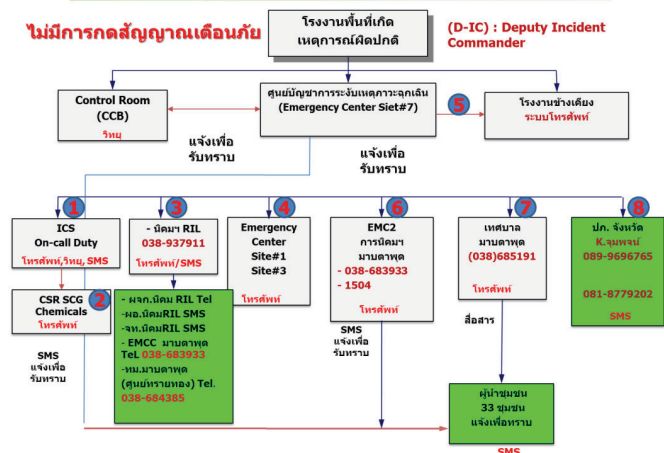 ไม่มีการกดสัญญาณเตือนภัย
โรงงานพื้นที่เกิด
เหตุการณ์ผิดปกติ
(D-IC) : Deputy Incident
Commander
Control Room
(CCB)
วิทยุ
ศูนย์บัญชาการระงับเหตุภาวะฉุกเฉิน
(Emergency Center Siet#7)
5
โรงงานข้างเคียง
ระบบโทรศัพท์
แจ้งเพื่อ
รับทราบ
แจ้งเพื่อ
รับทราบ
1
ICS
On-call Duty
โทรศัพท์,วิทยุ, SMS
2
CSR SCG
Chemicals
โทรศัพท์
SMS
แจ้งเพื่อ
รับทราบ
3
- นิคมฯ RIL
038-937911
โทรศัพท์/SMS
- ผจก.นิคม RIL Tel
-ผอ.นิคมRIL SMS
-จท.นิคมRIL SMS
- EMCC มาบตาพุด
TeL 038-683933
-ทม.มาบตาพุด
(ศูนย์ทรายทอง) Tel.
038-684385
4
Emergency
Center
Site#1
Site#3
โทรศัพท์
6
EMC2
การนิคมฯ
มาบตาพุด
- 038-683933
- 1504
โทรศัพท์
SMS
แจ้งเพื่อ
รับทราบ
7
เทศบาล
มาบตาพุด
(038)685191
โทรศัพท์
สื่อสาร
ผู้นำชุมชน
33 ชุมชน
แจ้งเพื่อทราบ
SMS
8
ปภ. จังหวัด
K.จุมพจน์
089-9696765
081-8779202
SMS